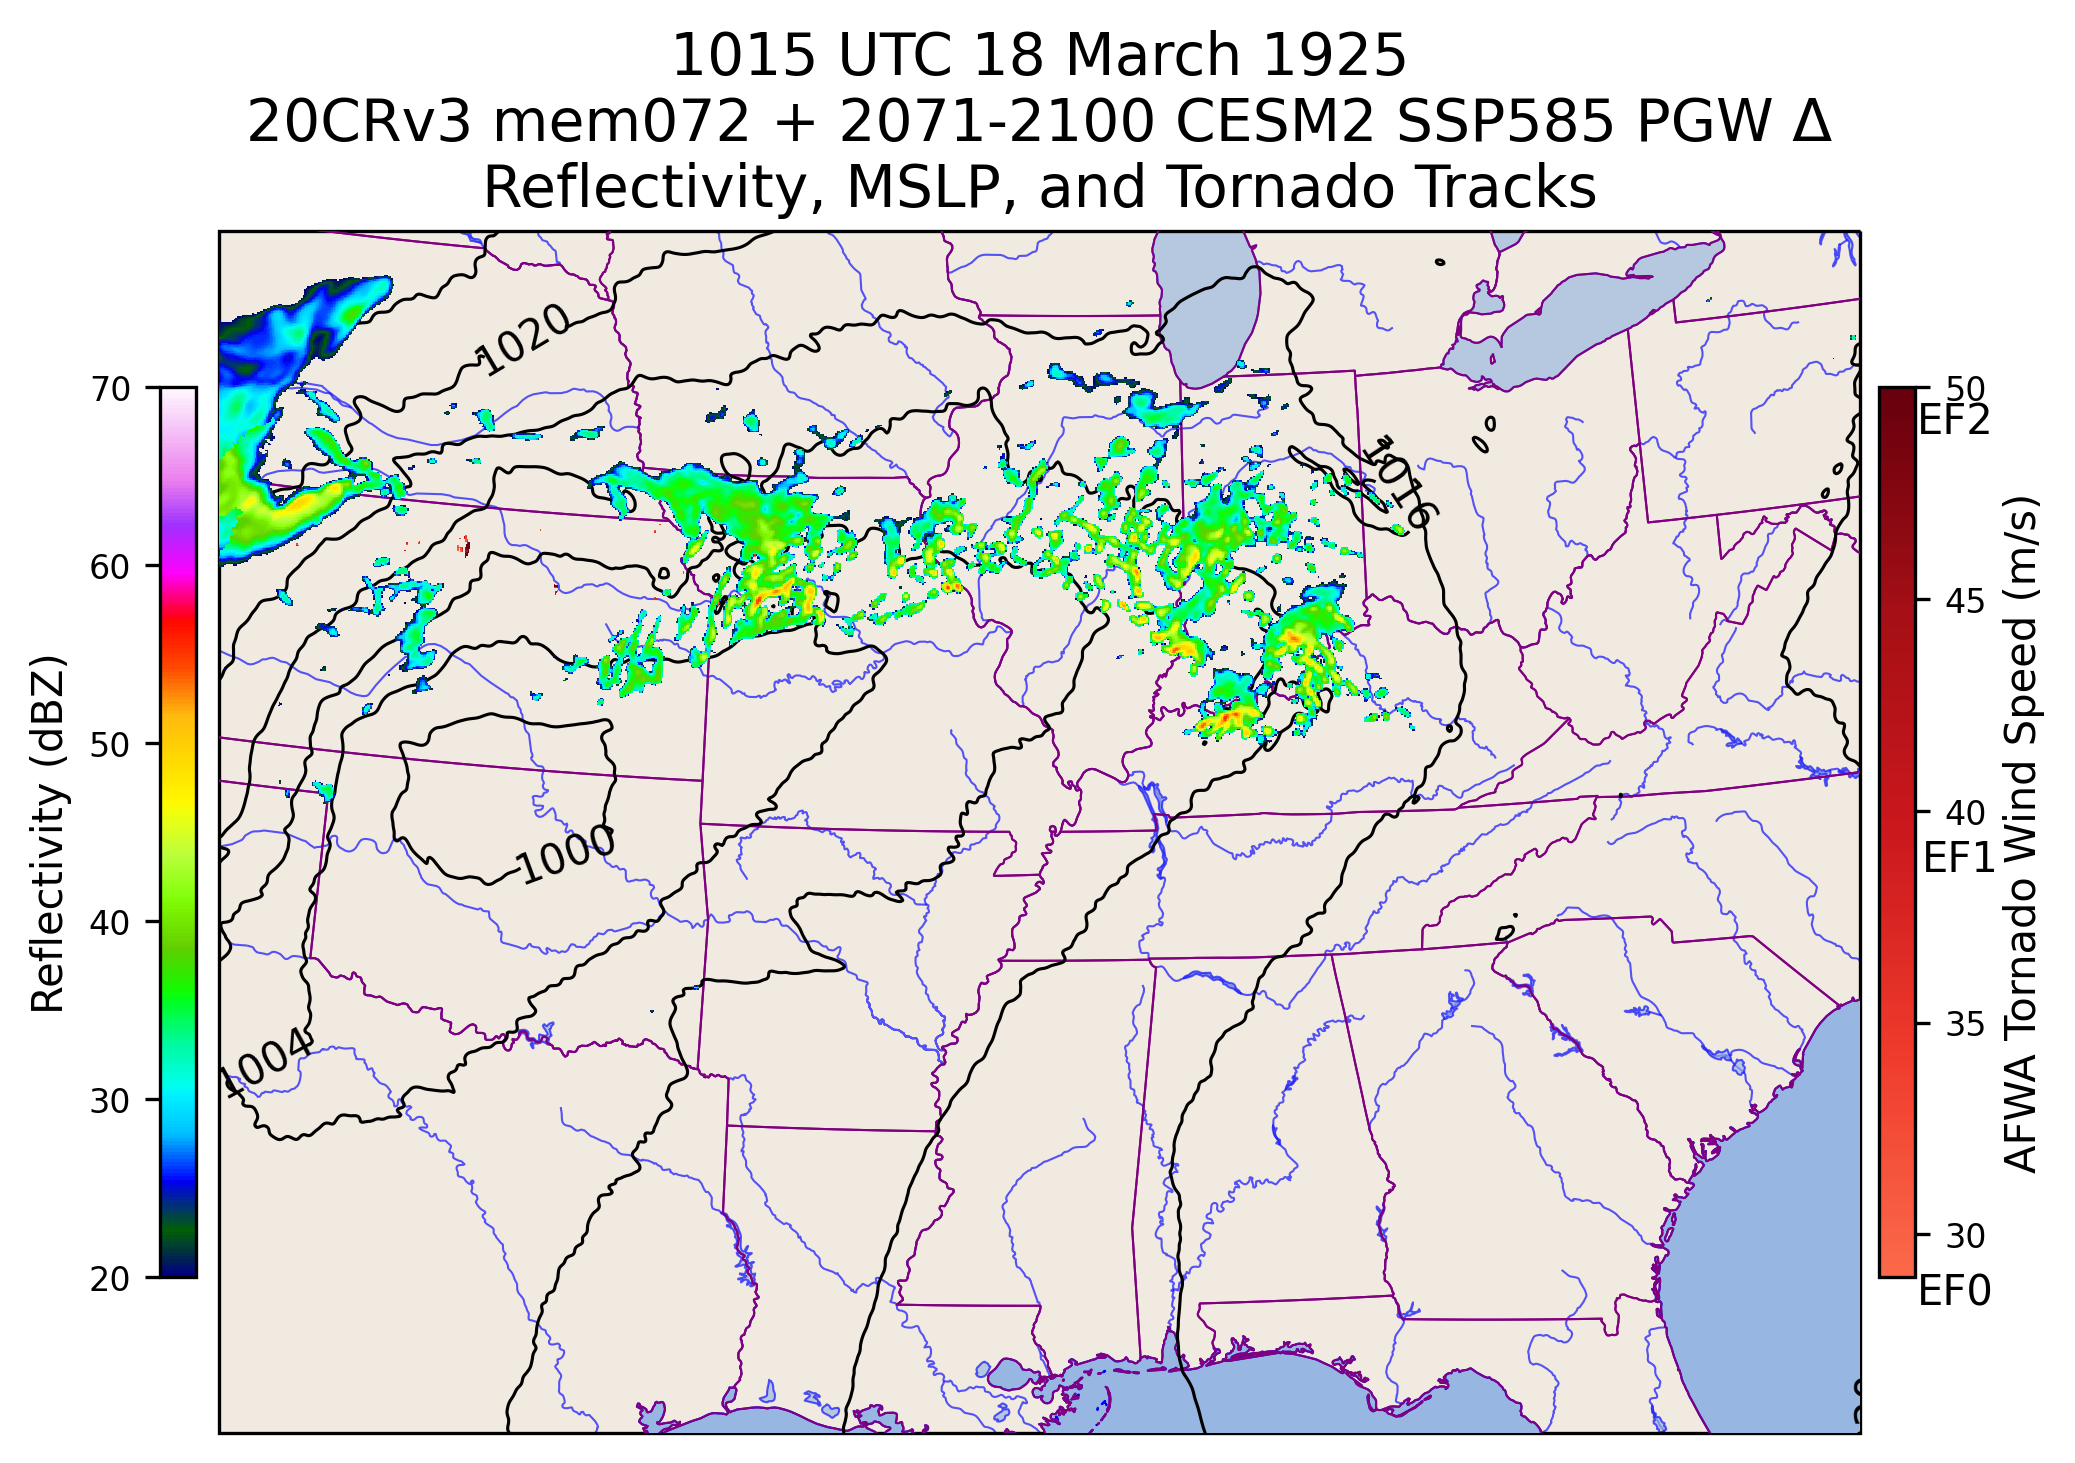 1015 UTC 18 March 1925
20CRv3 mem072 + 2071-2100 CESM2 SSP585 PGW Δ
Reflectivity, MSLP, and Tornado Tracks
1020
1016
1000
1004
70
60
50
40
30
20
Reflectivity (dBZ)
50
EF2
45
40
EF1
35
30
EF0
AFWA Tornado Wind Speed (m/s)